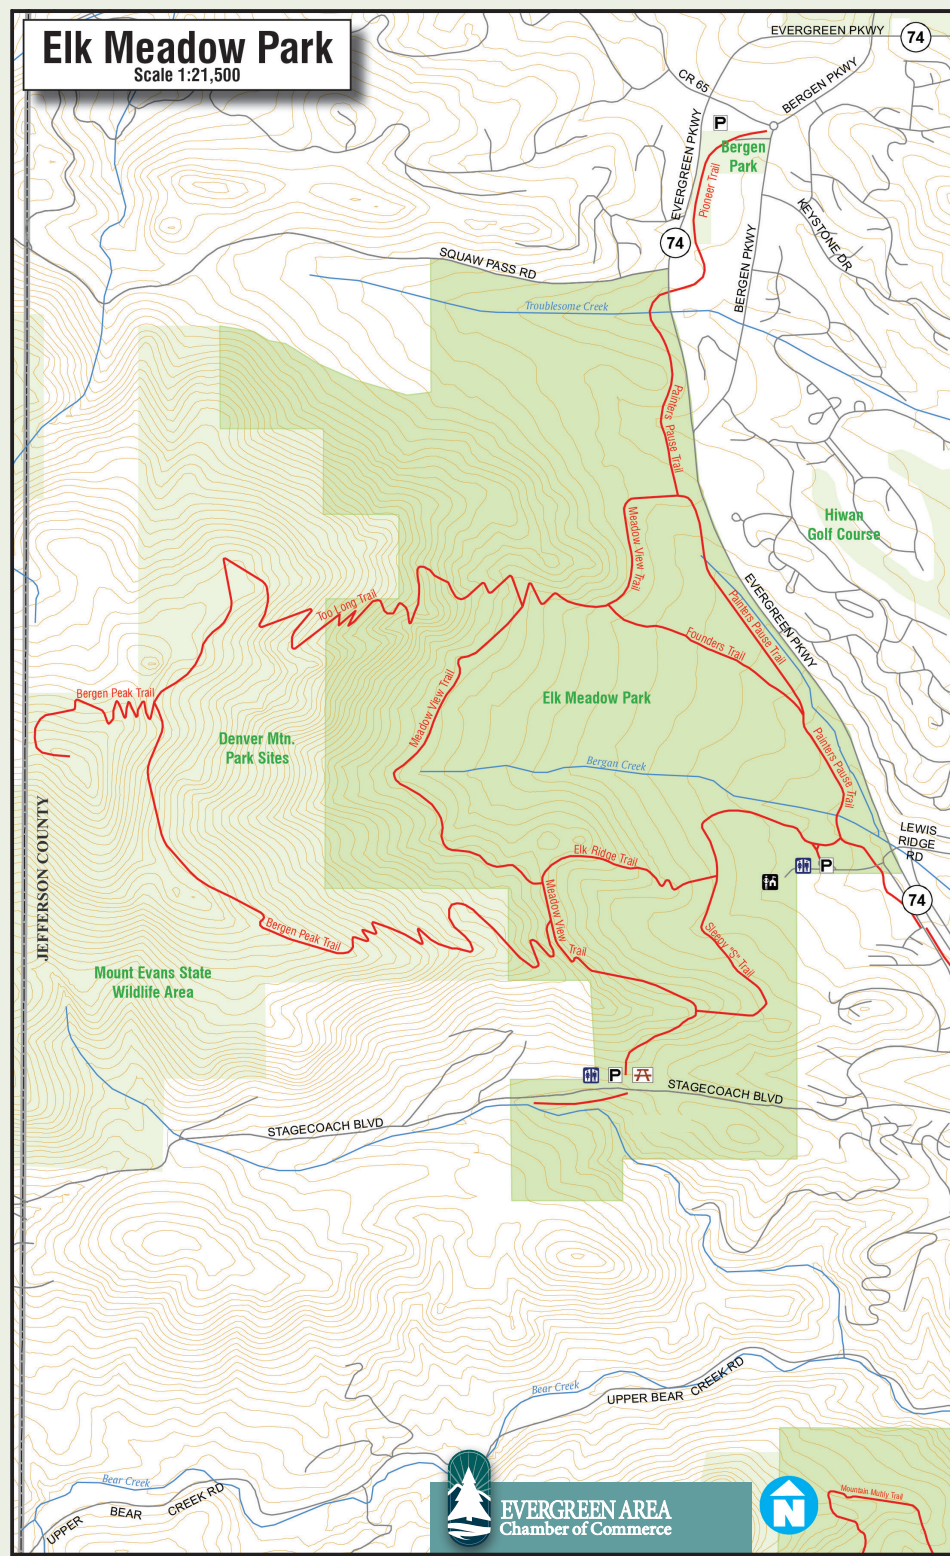 Elk Meadow Park
Scale 1:21,500
EVERGREEN PKWY
74
CR 65
BERGEN PKWY
P
Bergen
Park
EVERGREEN PKWY
Pioneer Trail
KEYSTONE DR
74
BERGEN PKWY
SQUAW PASS RD
Troublesome Creek
Painters Pause Trail
Meadow View Trail
Hiwan
Golf Course
EVERGREEN PKWY
Too Long Trail
Painters Pause Trail
Founders Trail
Bergen Peak Trail
Meadow View Trail
Elk Meadow Park
Denver Mtn.
Park Sites
Painters Pause Trail
Bergan Creek
JEFFERSON COUNTY
LEWIS
RIDGE
RD
Elk Ridge Trail
P
74
Meadow View Trail
Bergen Peak Trail
Sleepy "S" Trail
Mount Evans State
Wildlife Area
P
STAGECOACH BLVD
STAGECOACH BLVD
Bear Creek
UPPER BEAR CREEK RD
Bear Creek
UPPER BEAR CREEK RD
EVERGREEN AREA
Chamber of Commerce
N
Mountain Muhly Trail